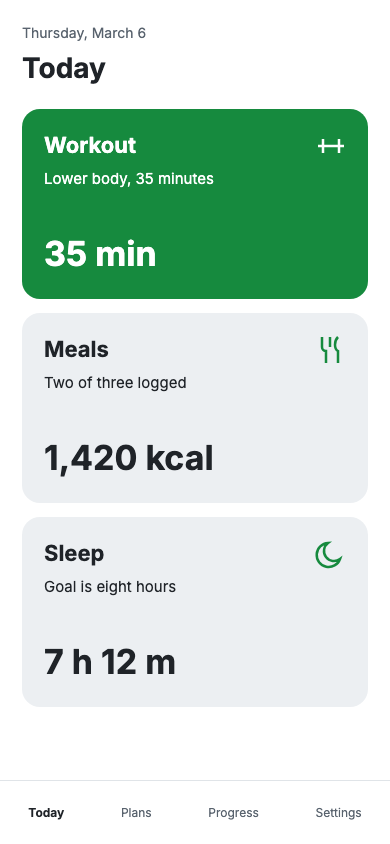 Thursday, March 6
Today
Workout
Lower body, 35 minutes
35 min
Meals
Two of three logged
1,420 kcal
Sleep
Goal is eight hours
7 h 12 m
Today Plans Progress Settings